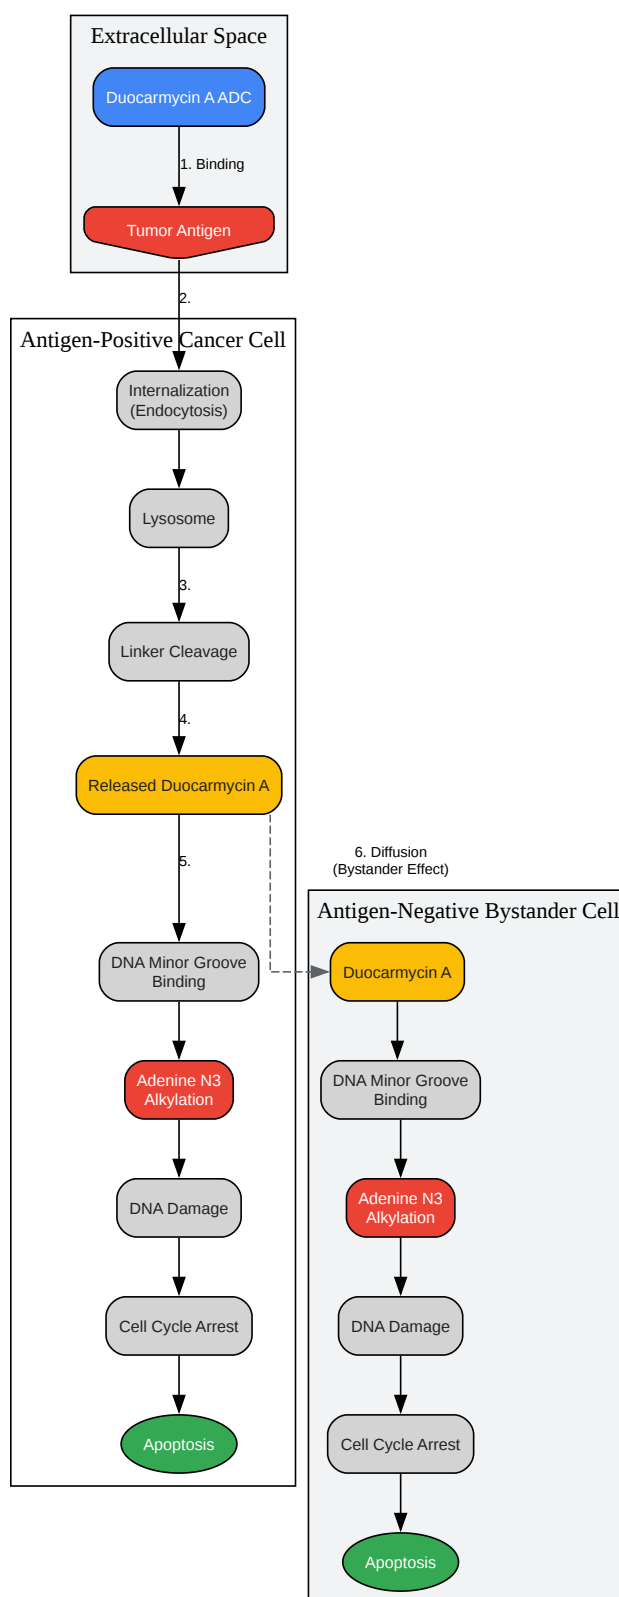 Extracellular Space
Duocarmycin A ADC
1. Binding
Tumor Antigen
2.
Antigen-Positive Cancer Cell
Internalization
(Endocytosis)
Lysosome
3.
Linker Cleavage
4.
Released Duocarmycin A
5.
DNA Minor Groove
Binding
Adenine N3
Alkylation
DNA Damage
Cell Cycle Arrest
Apoptosis
6. Diffusion
(Bystander Effect)
Antigen-Negative Bystander Cell
Duocarmycin A
DNA Minor Groove
Binding
Adenine N3
Alkylation
DNA Damage
Cell Cycle Arrest
Apoptosis